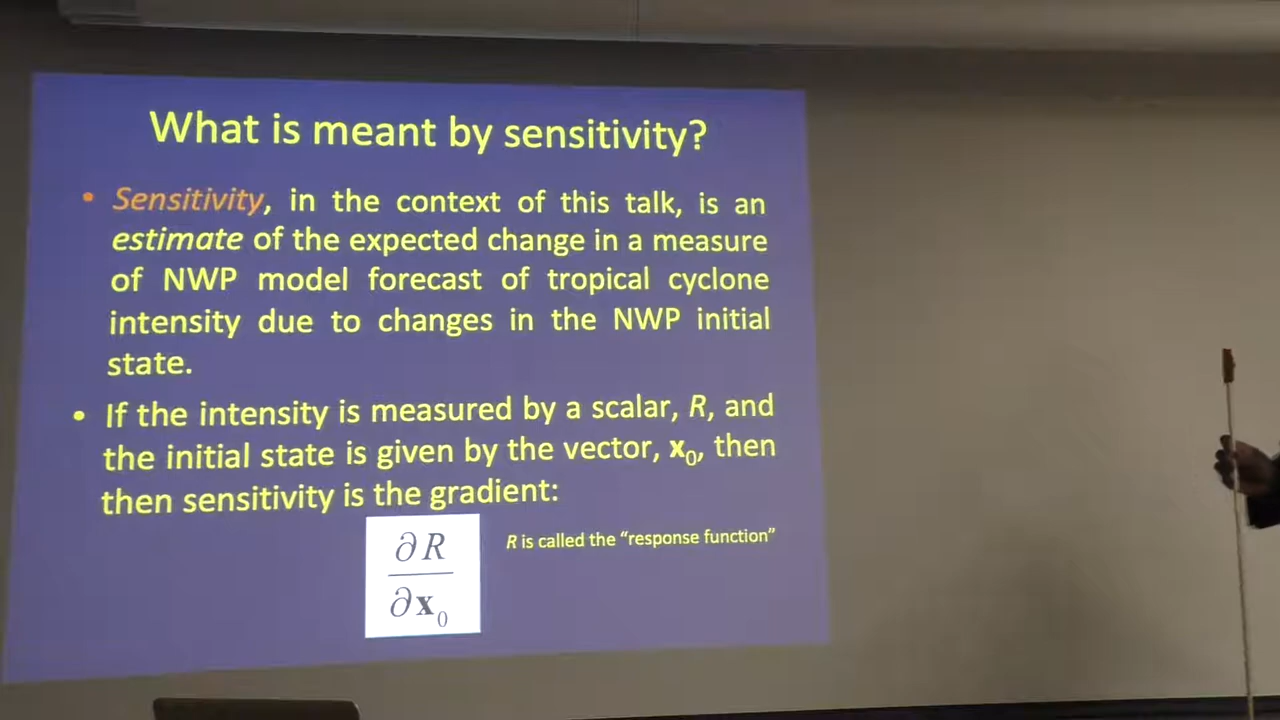 What is meant by sensitivity?
• Sensitivity, in the context of this talk, is an
estimate of the expected change in a measure
of NWP model forecast of tropical cyclone
intensity due to changes in the NWP initial
state.
• If the intensity is measured by a scalar, R, and
the initial state is given by the vector, x₀, then
then sensitivity is the gradient:
∂R
∂x₀
R is called the “response function”